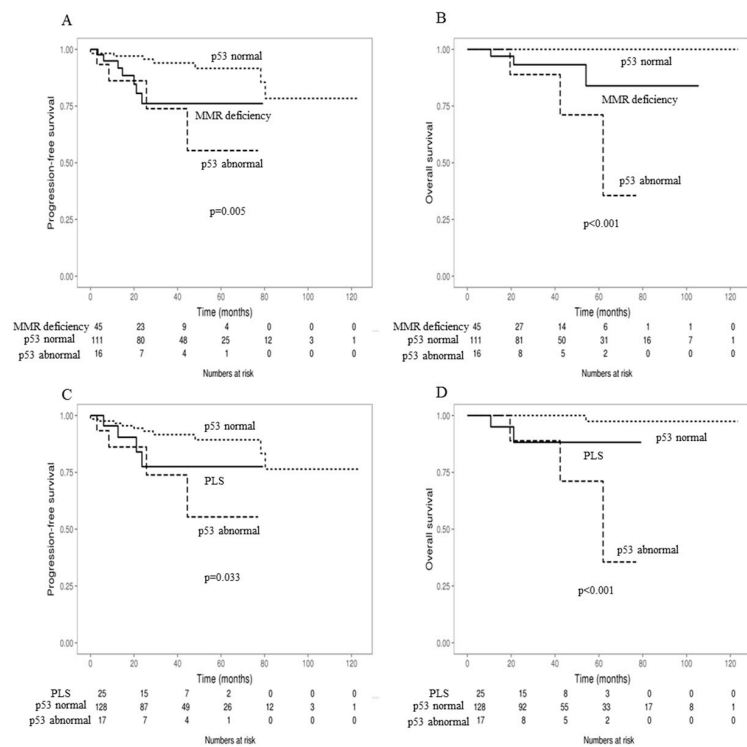 A
1.00
0.75
0.50
0.25
0.00
Progression-free survival
p53 normal
MMR deficiency
p53 abnormal
p=0.005
0 20 40 60 80 100 120
Time (months)
MMR deficiency 45 23 9 4 0 0 0
p53 normal 111 80 48 25 12 3 1
p53 abnormal 16 7 4 1 0 0 0
Numbers at risk
B
1.00
0.75
0.50
0.25
0.00
Overall survival
p53 normal
MMR deficiency
p53 abnormal
p<0.001
0 20 40 60 80 100 120
Time (months)
MMR deficiency 45 27 14 6 1 1 0
p53 normal 111 81 50 31 16 7 1
p53 abnormal 16 8 5 2 0 0 0
Numbers at risk
C
1.00
0.75
0.50
0.25
0.00
Progression-free survival
p53 normal
PLS
p53 abnormal
p=0.033
0 20 40 60 80 100 120
Time (months)
PLS 25 15 7 2 0 0 0
p53 normal 128 87 49 26 12 3 1
p53 abnormal 17 7 4 1 0 0 0
Numbers at risk
D
1.00
0.75
0.50
0.25
0.00
Overall survival
p53 normal
PLS
p53 abnormal
p<0.001
0 20 40 60 80 100 120
Time (months)
PLS 25 15 8 3 0 0 0
p53 normal 128 92 55 33 17 8 1
p53 abnormal 17 8 5 2 0 0 0
Numbers at risk